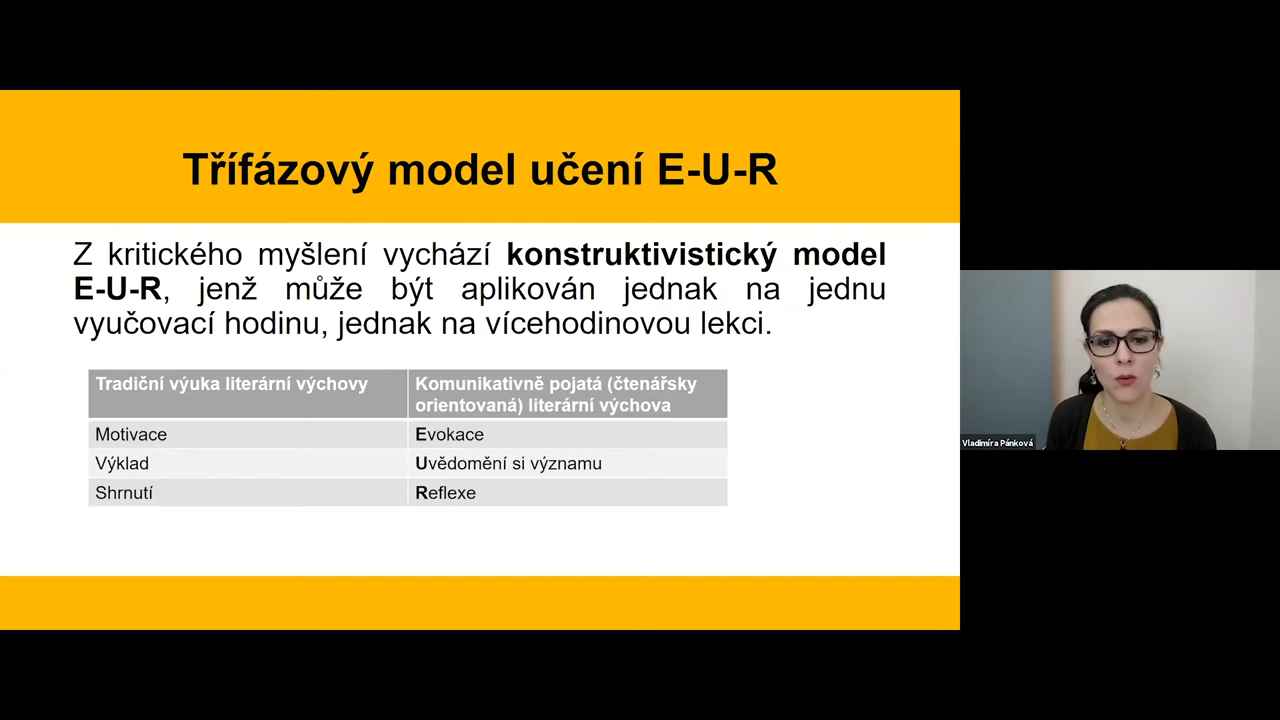 Třífázový model učení E-U-R
Z kritického myšlení vychází konstruktivistický model
E-U-R, jenž může být aplikován jednak na jednu
vyučovací hodinu, jednak na vícehodinovou lekci.
Tradiční výuka literární výchovy
Komunikativně pojatá (čtenářsky
orientovaná) literární výchova
Motivace
Evokace
Výklad
Uvědomění si významu
Shrnutí
Reflexe
Vladimíra Pánková